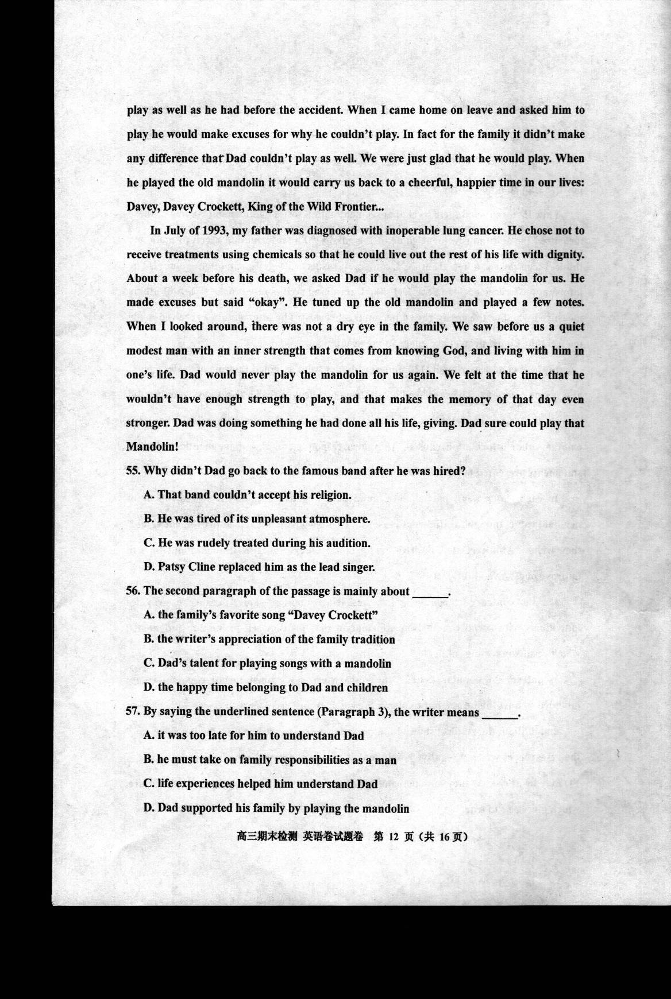 play as well as he had before the accident. When I came home on leave and asked him to
play he would make excuses for why he couldn’t play. In fact for the family it didn’t make
any difference that Dad couldn’t play as well. We were just glad that he would play. When
he played the old mandolin it would carry us back to a cheerful, happier time in our lives:
Davey, Davey Crockett, King of the Wild Frontier...
In July of 1993, my father was diagnosed with inoperable lung cancer. He chose not to
receive treatments using chemicals so that he could live out the rest of his life with dignity.
About a week before his death, we asked Dad if he would play the mandolin for us. He
made excuses but said “okay”. He tuned up the old mandolin and played a few notes.
When I looked around, there was not a dry eye in the family. We saw before us a quiet
modest man with an inner strength that comes from knowing God, and living with him in
one’s life. Dad would never play the mandolin for us again. We felt at the time that he
wouldn’t have enough strength to play, and that makes the memory of that day even
stronger. Dad was doing something he had done all his life, giving. Dad sure could play that
Mandolin!
55. Why didn’t Dad go back to the famous band after he was hired?
A. That band couldn’t accept his religion.
B. He was tired of its unpleasant atmosphere.
C. He was rudely treated during his audition.
D. Patsy Cline replaced him as the lead singer.
56. The second paragraph of the passage is mainly about ______.
A. the family’s favorite song “Davey Crockett”
B. the writer’s appreciation of the family tradition
C. Dad’s talent for playing songs with a mandolin
D. the happy time belonging to Dad and children
57. By saying the underlined sentence (Paragraph 3), the writer means ______.
A. it was too late for him to understand Dad
B. he must take on family responsibilities as a man
C. life experiences helped him understand Dad
D. Dad supported his family by playing the mandolin
高三期末检测 英语卷试题卷 第 12 页（共 16 页）